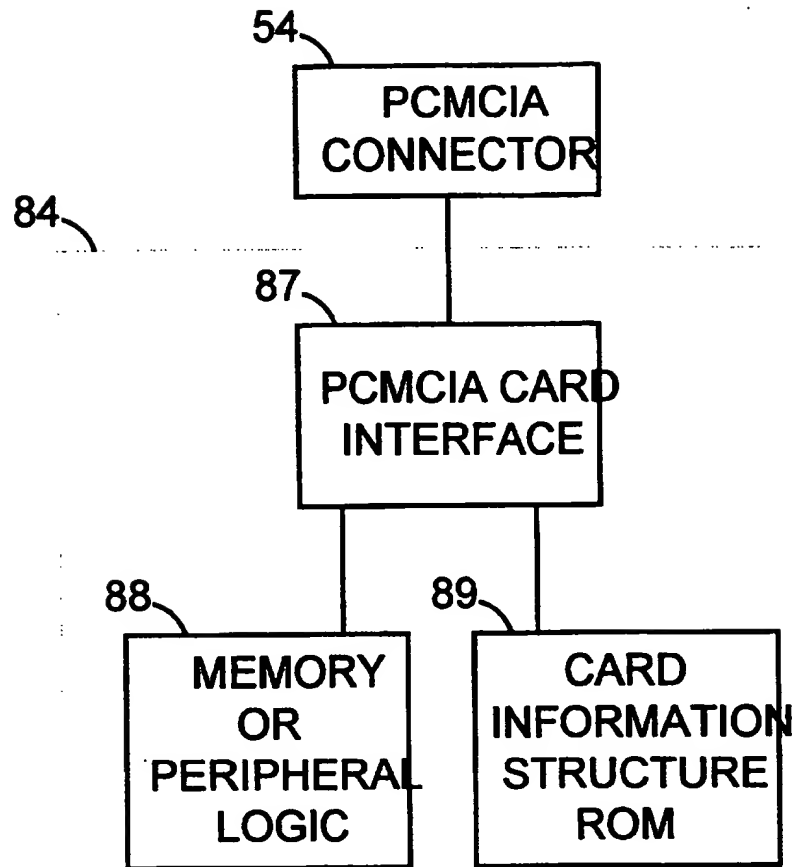 54
PCMCIA
CONNECTOR
84
87
PCMCIA CARD
INTERFACE
88
MEMORY
OR
PERIPHERAL
LOGIC
89
CARD
INFORMATION
STRUCTURE
ROM